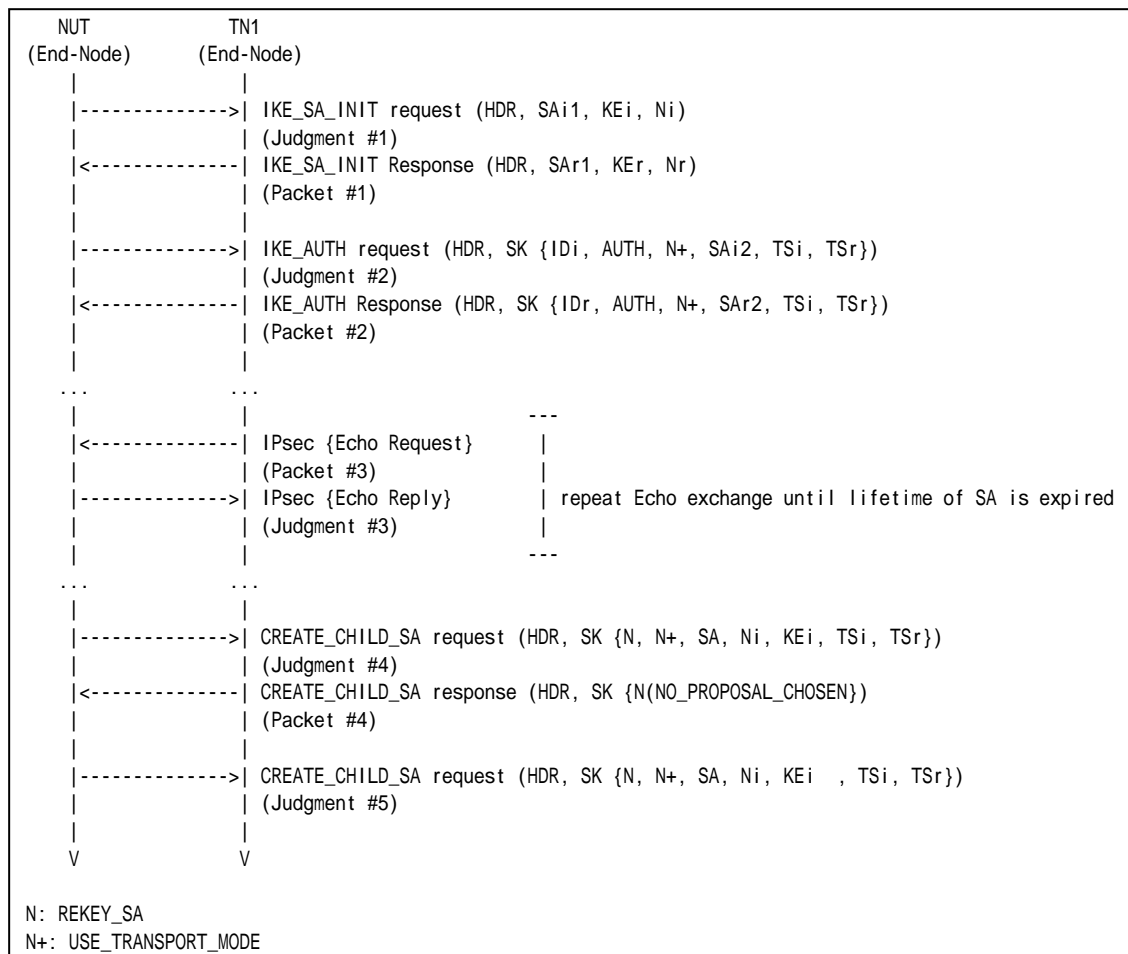 NUT                TN1
(End-Node)        (End-Node)
|                  |
|-------------->| IKE_SA_INIT request (HDR, SAi1, KEi, Ni)
|                  | (Judgment #1)
|<--------------| IKE_SA_INIT Response (HDR, SAr1, KEr, Nr)
|                  | (Packet #1)
|                  |
|-------------->| IKE_AUTH request (HDR, SK {IDi, AUTH, N+, SAi2, TSi, TSr})
|                  | (Judgment #2)
|<--------------| IKE_AUTH Response (HDR, SK {IDr, AUTH, N+, SAr2, TSi, TSr})
|                  | (Packet #2)
|                  |
...                ...
|                  |                              ---
|<--------------| IPsec {Echo Request}        |
|                  | (Packet #3)                  |
|-------------->| IPsec {Echo Reply}          | repeat Echo exchange until lifetime of SA is expired
|                  | (Judgment #3)                |
|                  |                              ---
...                ...
|                  |
|-------------->| CREATE_CHILD_SA request (HDR, SK {N, N+, SA, Ni, KEi, TSi, TSr})
|                  | (Judgment #4)
|<--------------| CREATE_CHILD_SA response (HDR, SK {N(NO_PROPOSAL_CHOSEN})
|                  | (Packet #4)
|                  |
|-------------->| CREATE_CHILD_SA request (HDR, SK {N, N+, SA, Ni, KEi  , TSi, TSr})
|                  | (Judgment #5)
|                  |
V                  V
N: REKEY_SA
N+: USE_TRANSPORT_MODE